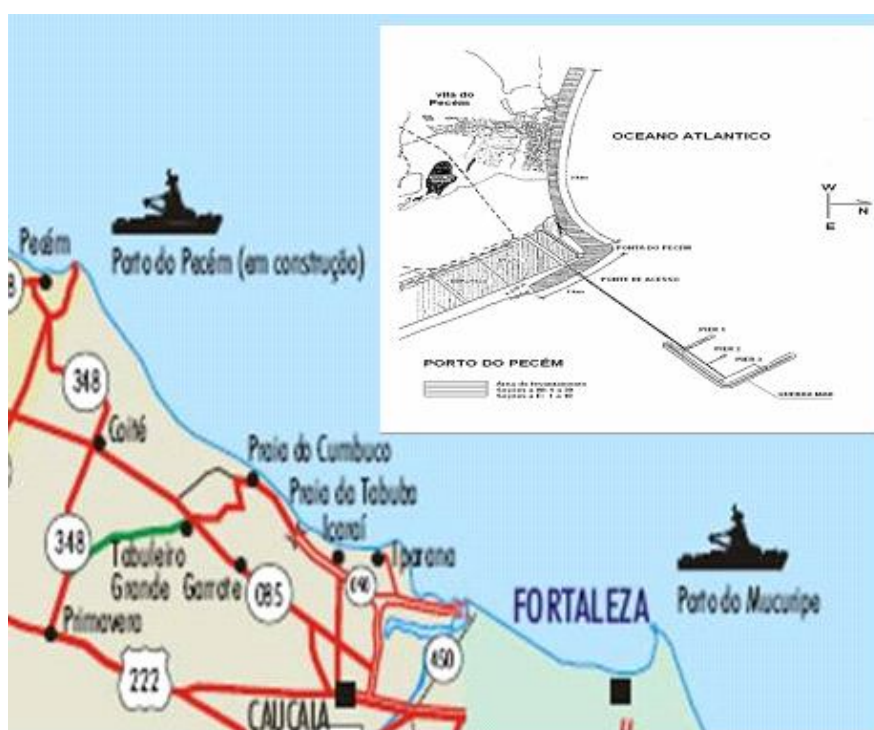 vila do
Pecém
OCEANO ATLANTICO
W
N
E
PONTA DO PECÉM
PONTE DE ACESSO
PIER 1
PIER 2
PIER 3
PORTO DO PECÉM
Pecém
Porto do Pecém (em construção)
348
Coité
Praia do Cumbuco
Praia da Tabuba
Icaraí
Iparana
348
Tabuleiro
Grande
Garrote
085
090
Primavera
FORTALEZA
Porto do Mucuripe
222
450
CAUCAIA